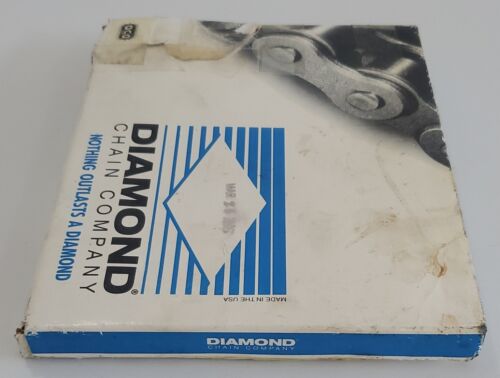 DIAMOND®
CHAIN COMPANY
NOTHING OUTLASTS A DIAMOND
MADE IN THE USA
DIAMOND
CHAIN COMPANY